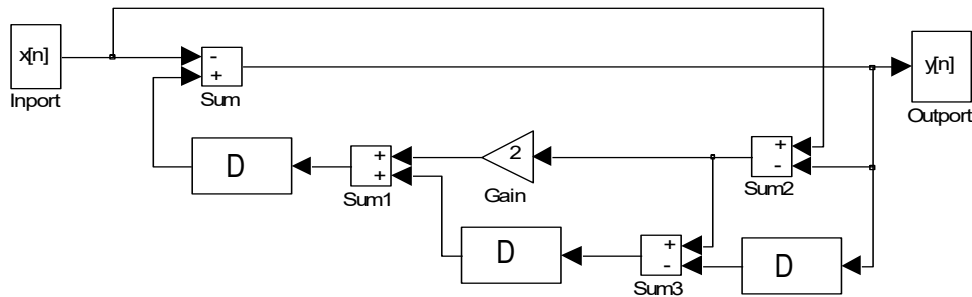 x[n]
Inport
-
+
Sum
y[n]
Outport
D
+
+
Sum1
2
Gain
+
-
Sum2
D
+
-
Sum3
D